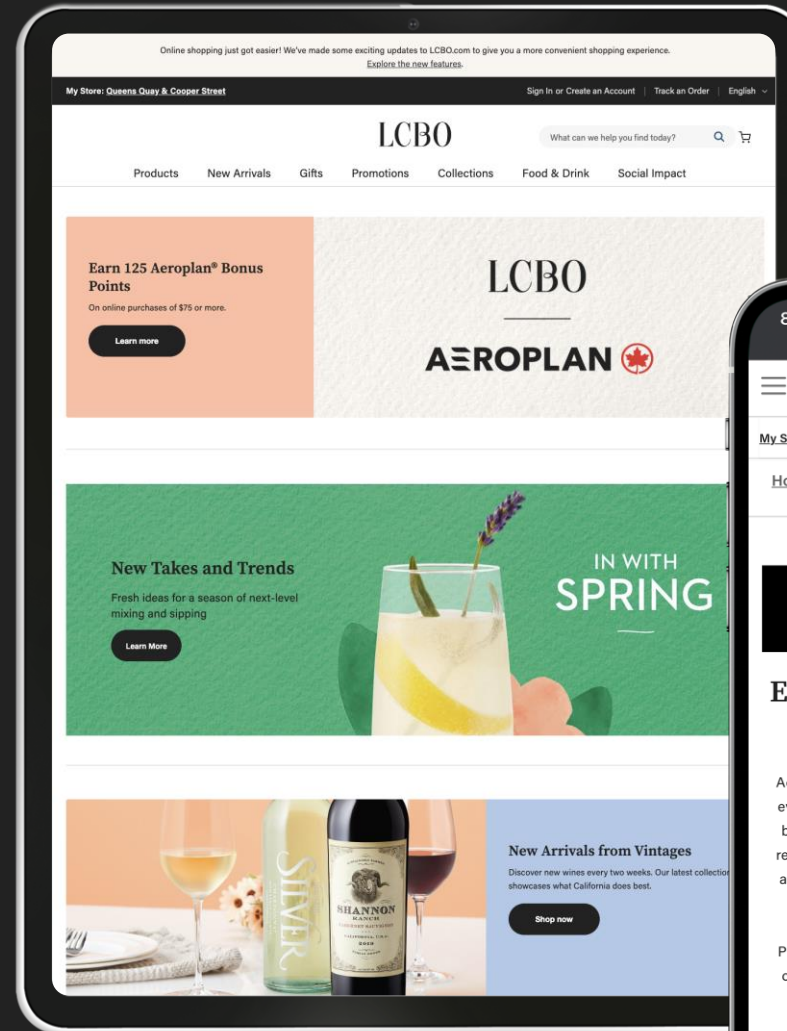 Online shopping just got easier! We've made some exciting updates to LCBO.com to give you a more convenient shopping experience.
Explore the new features.
My Store: Queens Quay & Cooper Street
Sign In or Create an Account | Track an Order | English
LCBO
What can we help you find today?
Products New Arrivals Gifts Promotions Collections Food & Drink Social Impact
Earn 125 Aeroplan® Bonus
Points
On online purchases of $75 or more.
Learn more
LCBO
AEROPLAN
New Takes and Trends
Fresh ideas for a season of next-level
mixing and sipping
Learn More
IN WITH
SPRING
SILVER
SHANNON
RANCH
CABERNET SAUVIGNON
New Arrivals from Vintages
Discover new wines every two weeks. Our latest collection
showcases what California does best.
Shop now